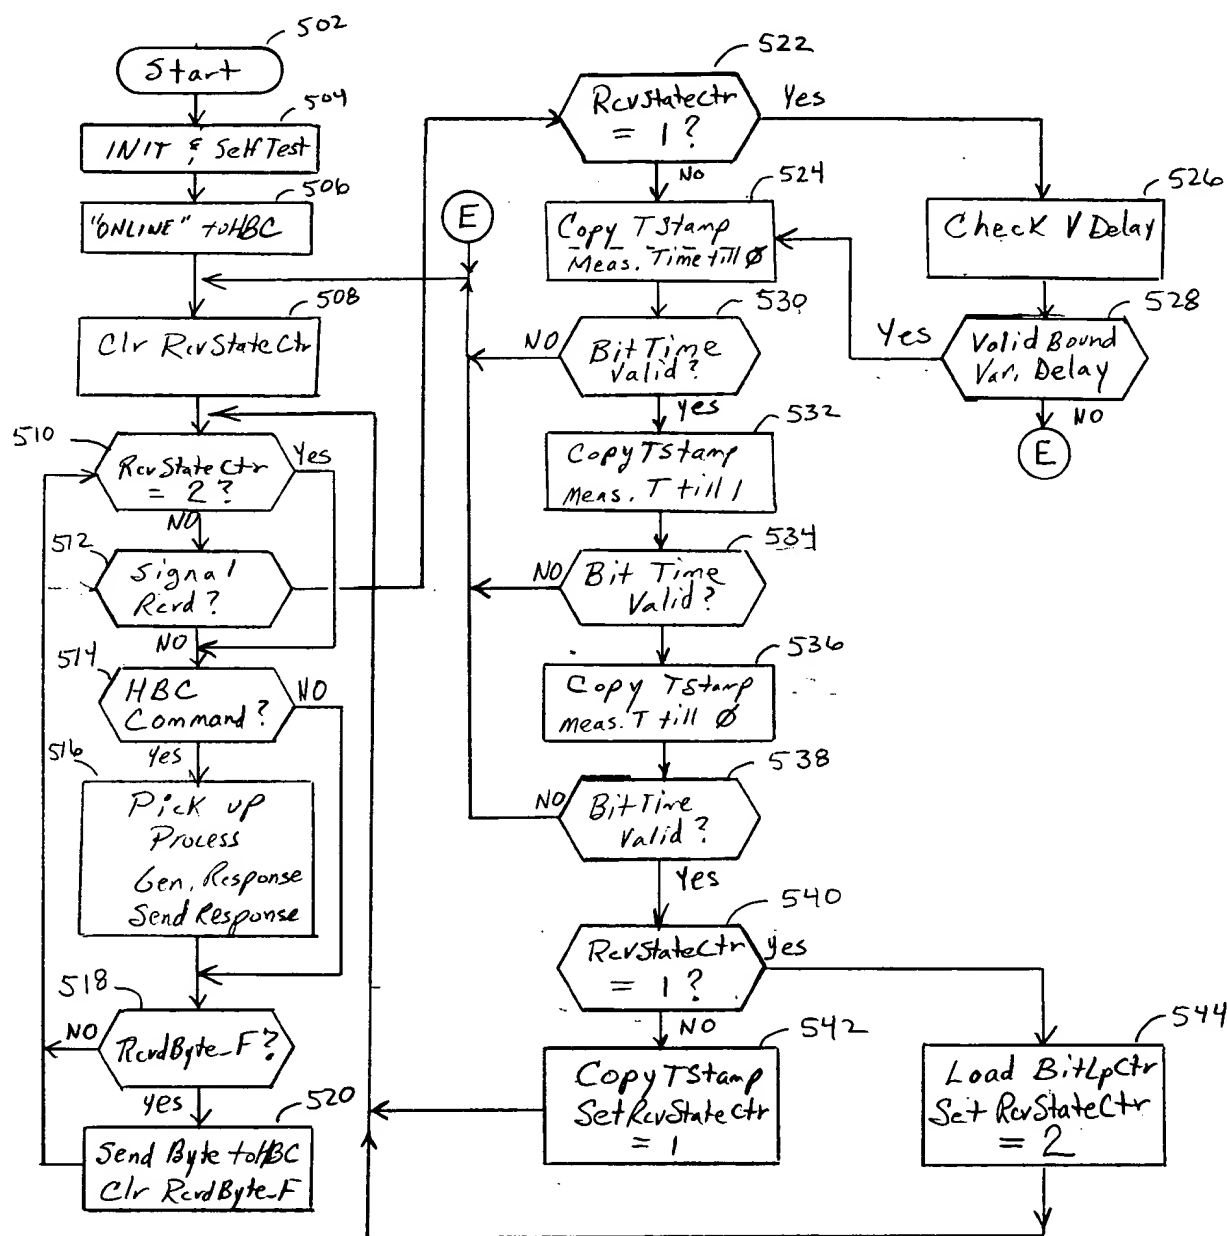 502
Start
504
INIT & SelfTest
506
"ONLINE" to HBC
508
Clr RcvStateCtr
510
RcvStateCtr
= 2 ?
Yes
NO
512
Signal
Rcvd?
NO
514
HBC
Command?
NO
Yes
516
Pick up
Process
Gen. Response
Send Response
518
RcvdByte_F?
NO
yes
520
Send Byte to HBC
Clr RcvdByte_F
E
522
RcvStateCtr
= 1 ?
Yes
NO
524
Copy TStamp
Meas. Time till Ø
526
Check V Delay
528
Valid Bound
Var. Delay
Yes
NO
E
530
Bit Time
Valid?
NO
yes
532
Copy TStamp
Meas. T till 1
534
Bit Time
Valid?
NO
536
Copy TStamp
Meas. T till Ø
538
BitTime
Valid?
NO
Yes
540
RcvStateCtr
= 1 ?
yes
NO
542
Copy TStamp
Set RcvStateCtr
= 1
544
Load BitLpCtr
Set RcvStateCtr
= 2